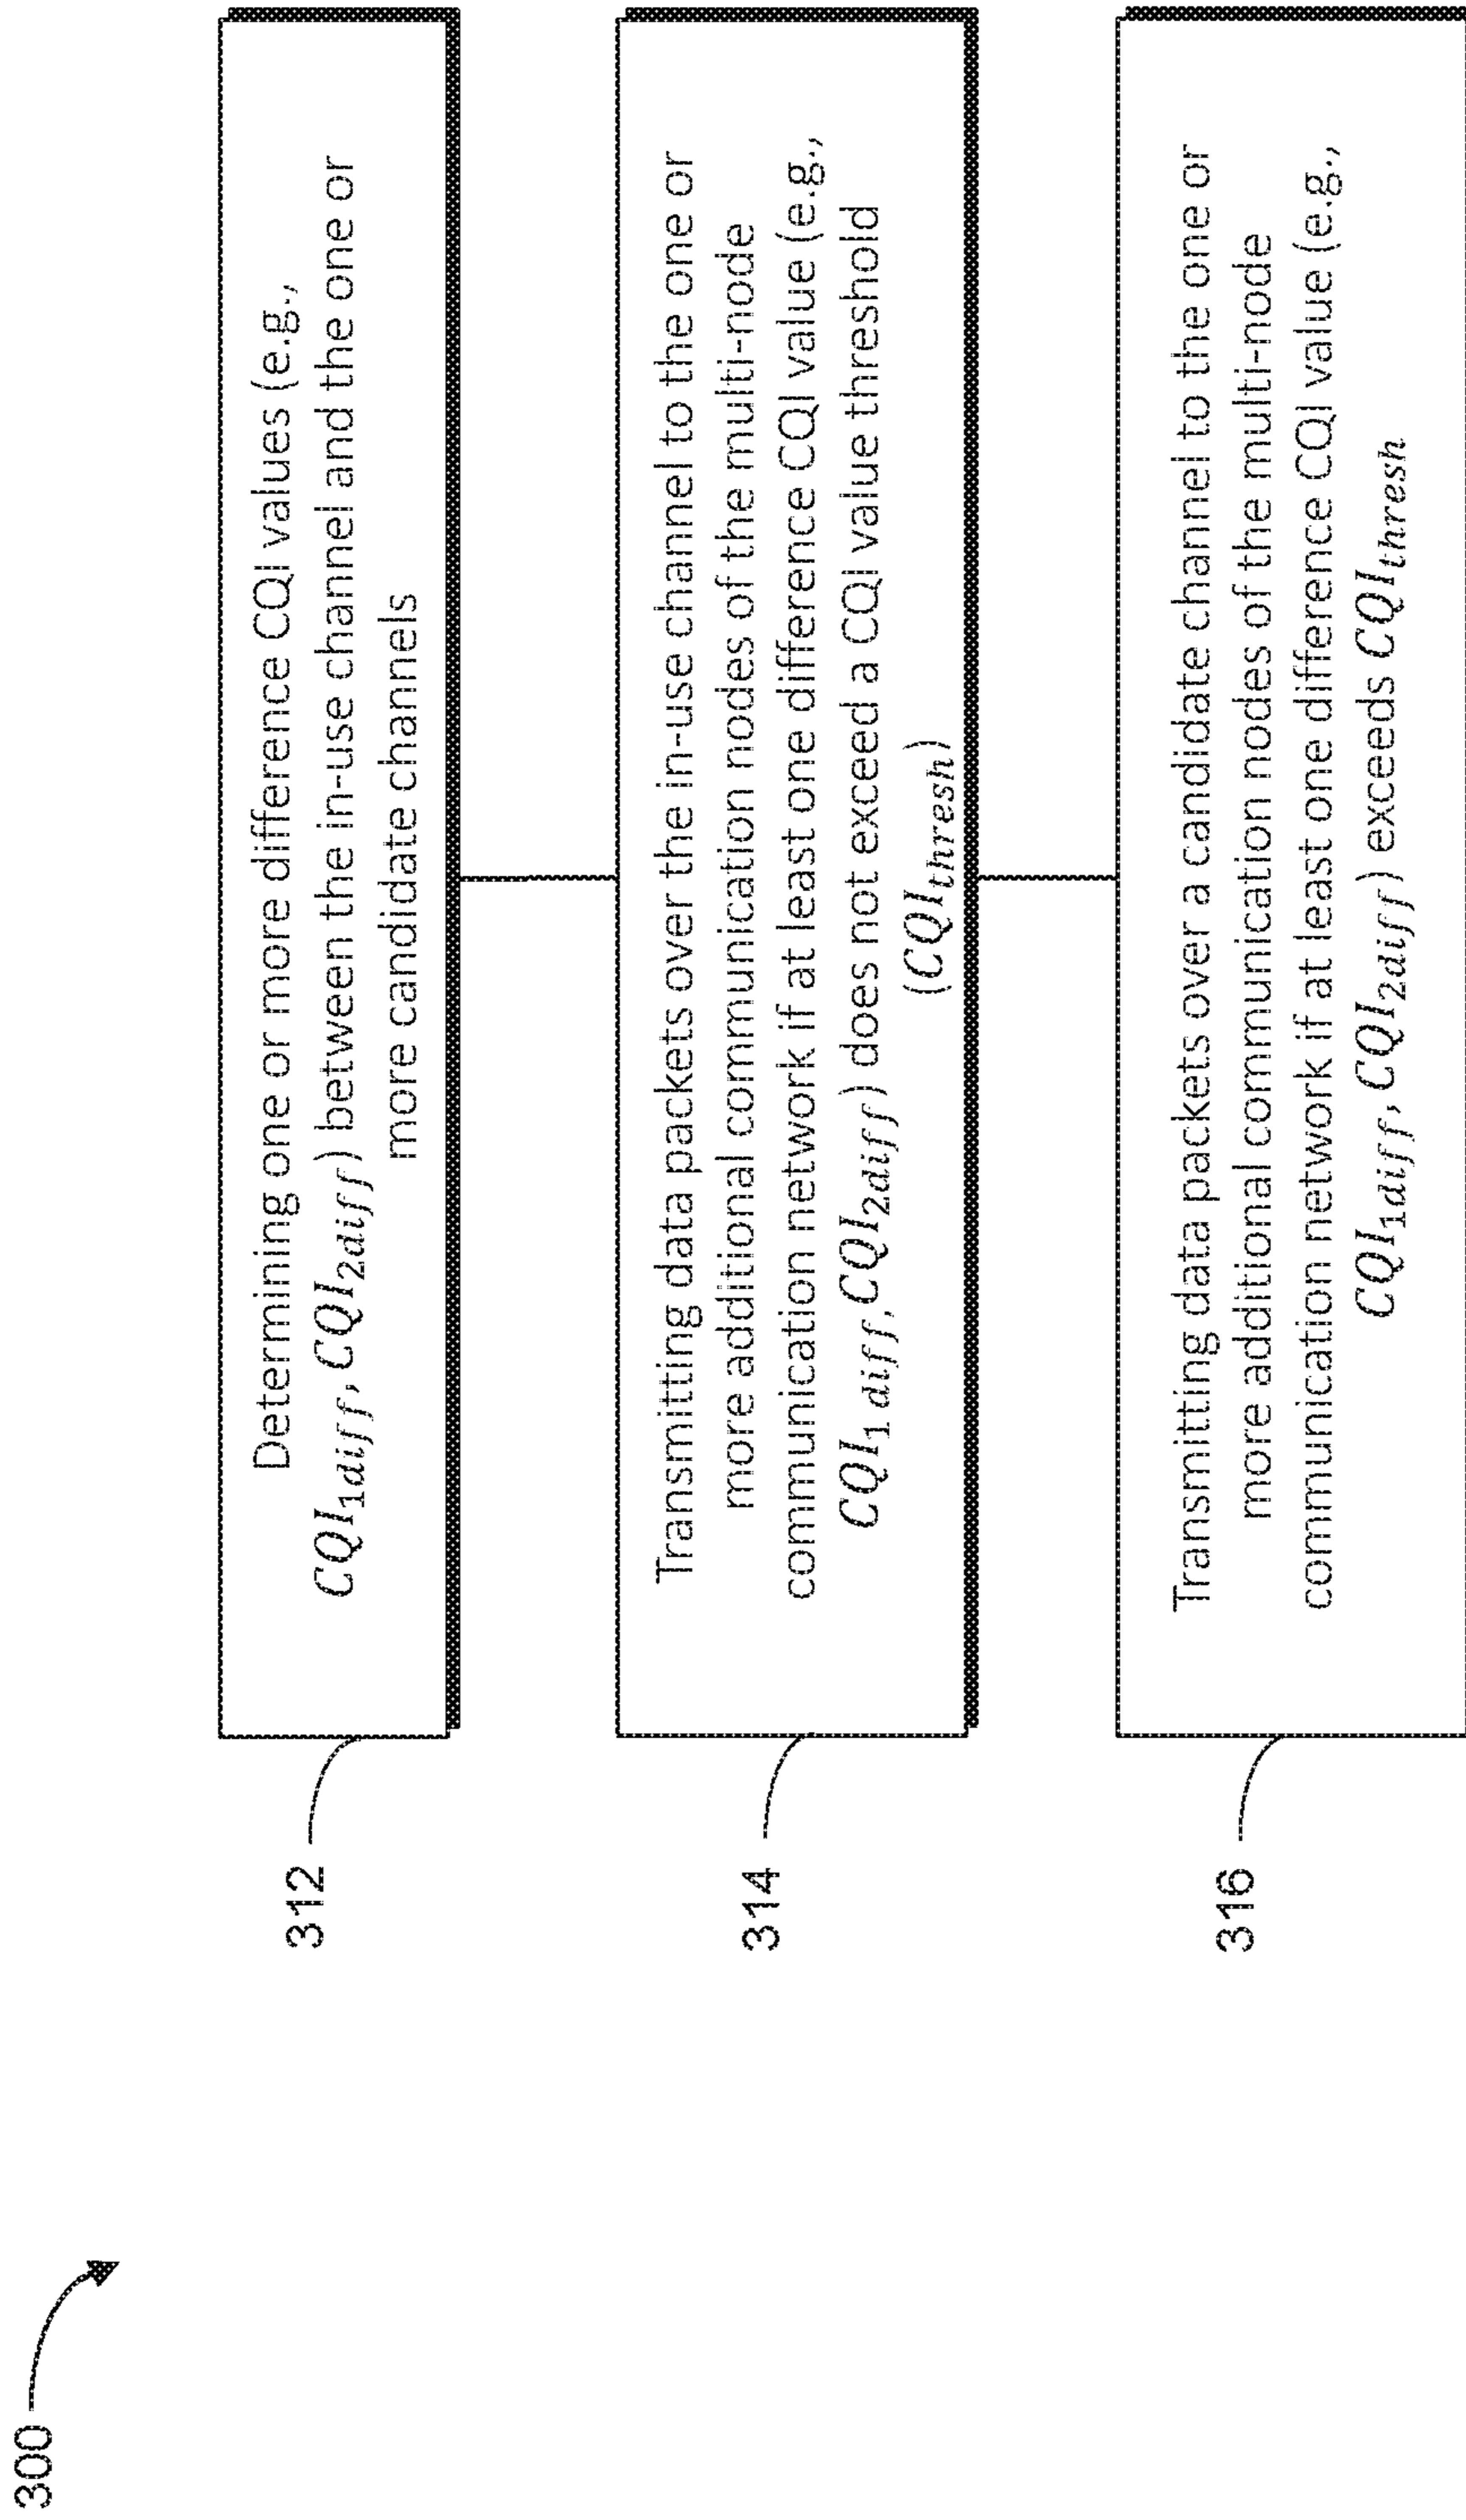 300
312
Determining one or more difference CQI values (e.g.,
CQI1diff, CQI2diff) between the in-use channel and the one or
more candidate channels
314
Transmitting data packets over the in-use channel to the one or
more additional communication nodes of the multi-node
communication network if at least one difference CQI value (e.g.,
CQI1 diff,CQI2diff) does not exceed a CQI value threshold
(CQIthresh)
316
Transmitting data packets over a candidate channel to the one or
more additional communication nodes of the multi-node
communication network if at least one difference CQI value (e.g.,
CQI1diff, CQI2diff) exceeds CQIthresh